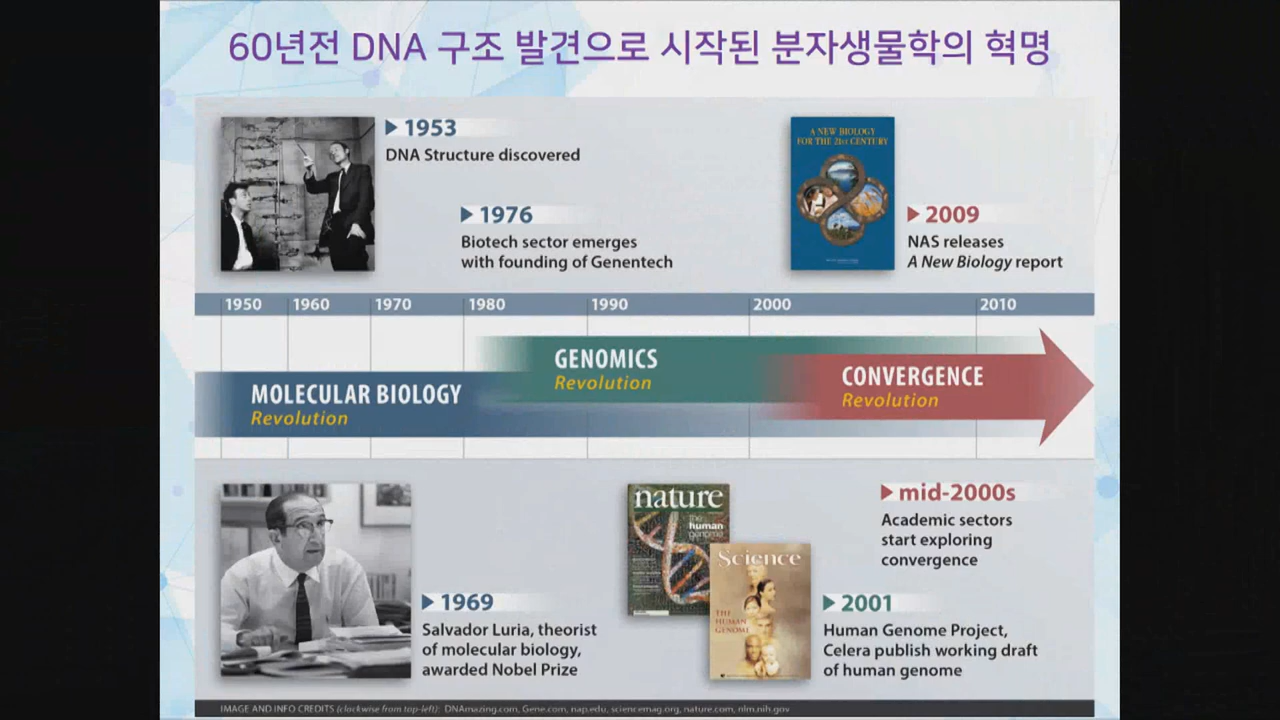 60년전 DNA 구조 발견으로 시작된 분자생물학의 혁명
1953
DNA Structure discovered
1976
Biotech sector emerges
with founding of Genentech
A NEW BIOLOGY
FOR THE 21ST CENTURY
2009
NAS releases
A New Biology report
1950 1960 1970 1980 1990 2000 2010
MOLECULAR BIOLOGY
Revolution
GENOMICS
Revolution
CONVERGENCE
Revolution
1969
Salvador Luria, theorist
of molecular biology,
awarded Nobel Prize
nature
the
human
genome
Science
THE
HUMAN
GENOME
mid-2000s
Academic sectors
start exploring
convergence
2001
Human Genome Project,
Celera publish working draft
of human genome
IMAGE AND INFO CREDITS (clockwise from top-left): DNAmazing.com, Gene.com, nap.edu, sciencemag.org, nature.com, nlm.nih.gov